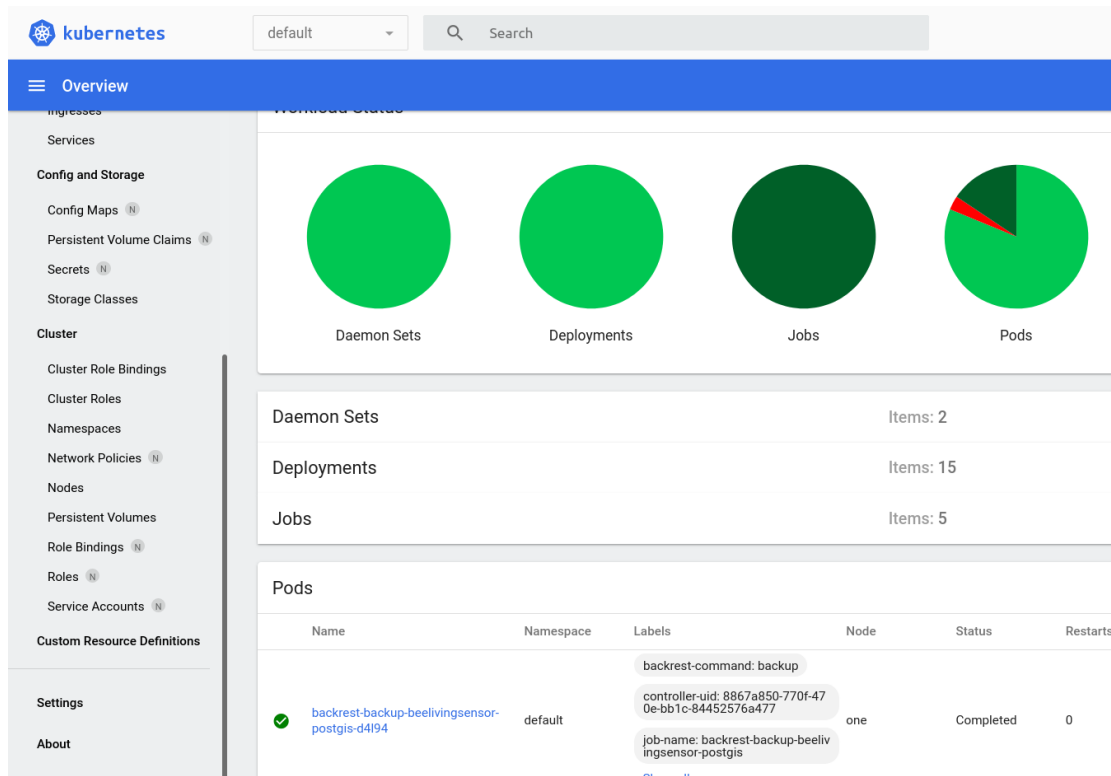 kubernetes
default
Search
Overview
Ingresses
Services
Config and Storage
Config Maps N
Persistent Volume Claims N
Secrets N
Storage Classes
Cluster
Cluster Role Bindings
Cluster Roles
Namespaces
Network Policies N
Nodes
Persistent Volumes
Role Bindings N
Roles N
Service Accounts N
Custom Resource Definitions
Settings
About
Workload Status
Daemon Sets
Deployments
Jobs
Pods
Daemon Sets Items: 2
Deployments Items: 15
Jobs Items: 5
Pods
Name Namespace Labels Node Status Restarts
backrest-command: backup
controller-uid: 8867a850-770f-47
0e-bb1c-84452576a477
job-name: backrest-backup-beeliv
ingsensor-postgis
backrest-backup-beelivingsensor-
postgis-d4l94
default
one
Completed
0